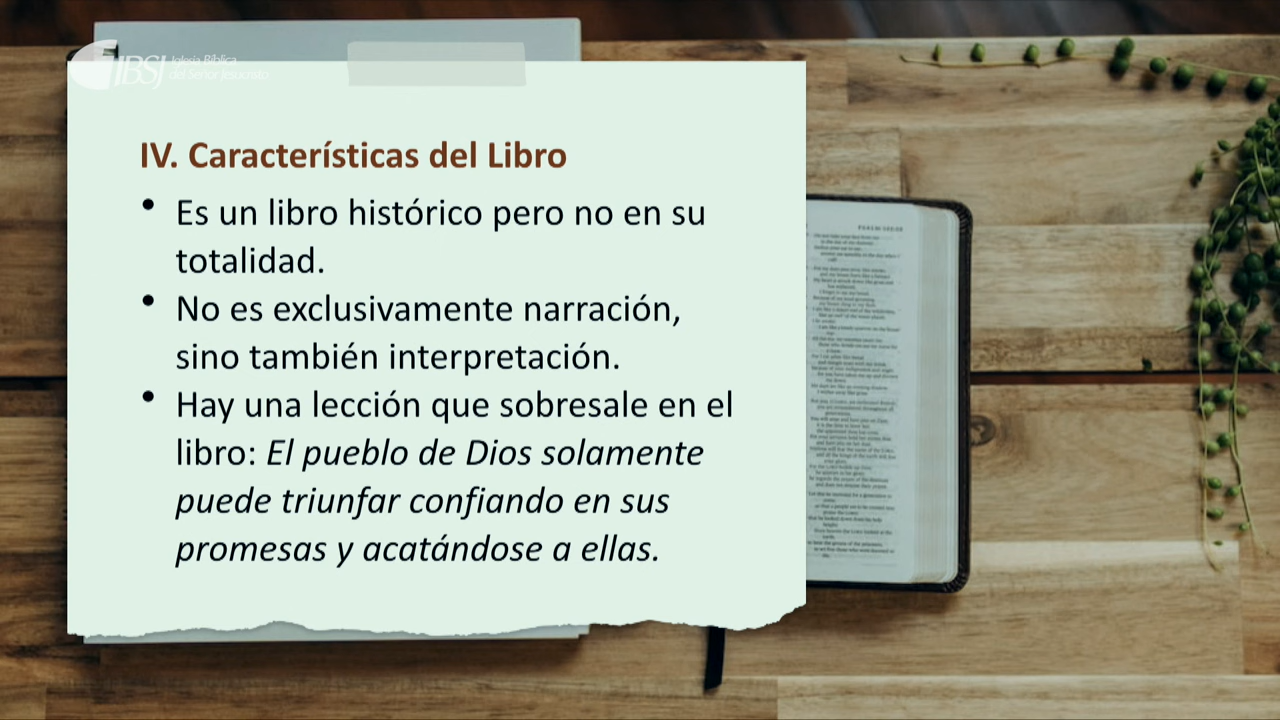 IBSJ Iglesia Bíblica
del Señor Jesucristo
IV. Características del Libro
• Es un libro histórico pero no en su
totalidad.
• No es exclusivamente narración,
sino también interpretación.
• Hay una lección que sobresale en el
libro: El pueblo de Dios solamente
puede triunfar confiando en sus
promesas y acatándose a ellas.